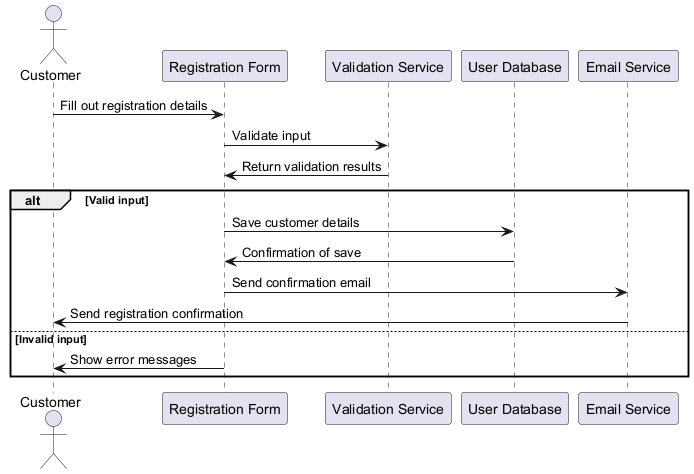 Customer
Registration Form
Validation Service
User Database
Email Service
Fill out registration details
Validate input
Return validation results
alt
[Valid input]
Save customer details
Confirmation of save
Send confirmation email
Send registration confirmation
[Invalid input]
Show error messages
Customer
Registration Form
Validation Service
User Database
Email Service